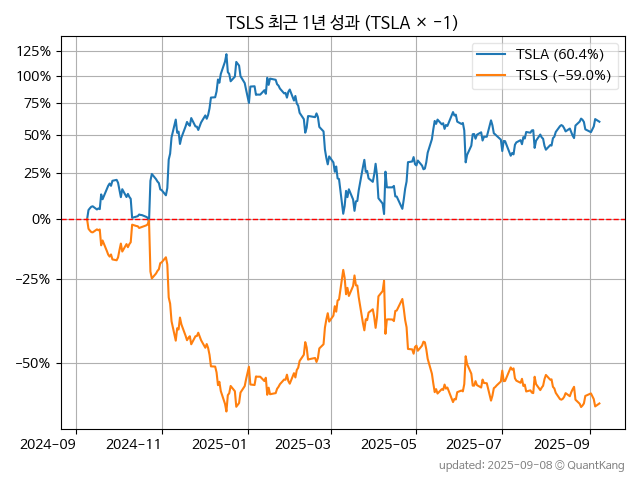 TSLS 최근 1년 성과 (TSLA × −1)
TSLA (60.4%)
TSLS (−59.0%)
125%
100%
75%
50%
25%
0%
−25%
−50%
2024-09 2024-11 2025-01 2025-03 2025-05 2025-07 2025-09
updated: 2025-09-08 © QuantKang